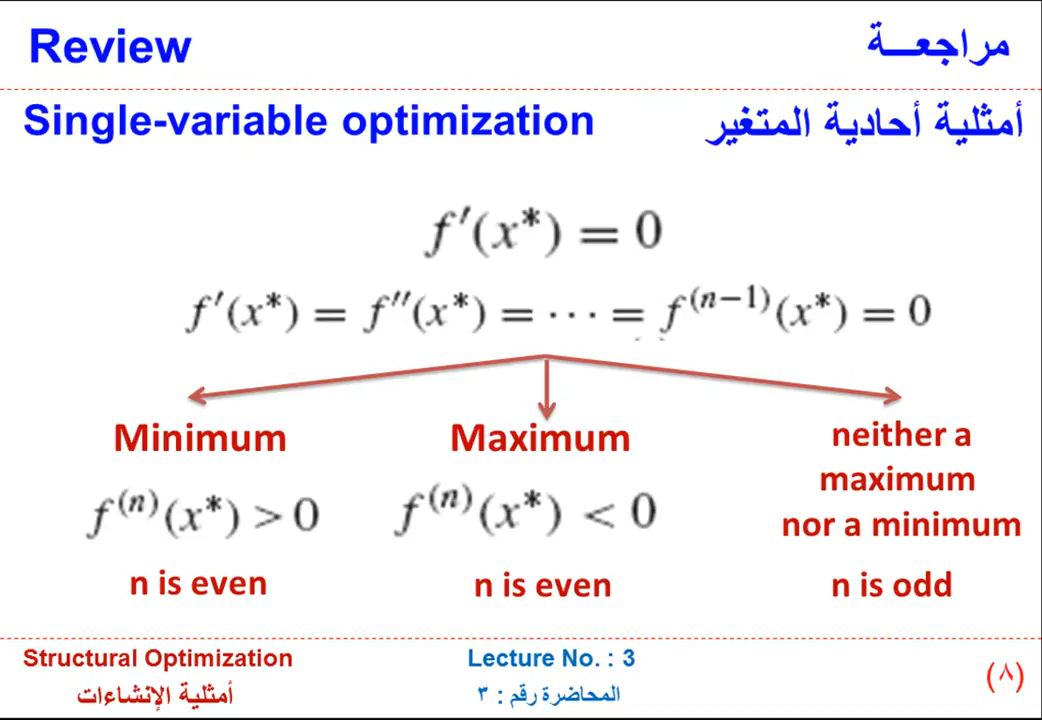 Review
مراجعـــة
Single-variable optimization
أمثلية أحادية المتغير
f′(x*) = 0
f′(x*) = f′′(x*) = ··· = f⁽ⁿ⁻¹⁾(x*) = 0
Minimum
f⁽ⁿ⁾(x*) > 0
n is even
Maximum
f⁽ⁿ⁾(x*) < 0
n is even
neither a
maximum
nor a minimum
n is odd
Structural Optimization
أمثلية الإنشاءات
Lecture No. : 3
المحاضرة رقم : ٣
(٨)